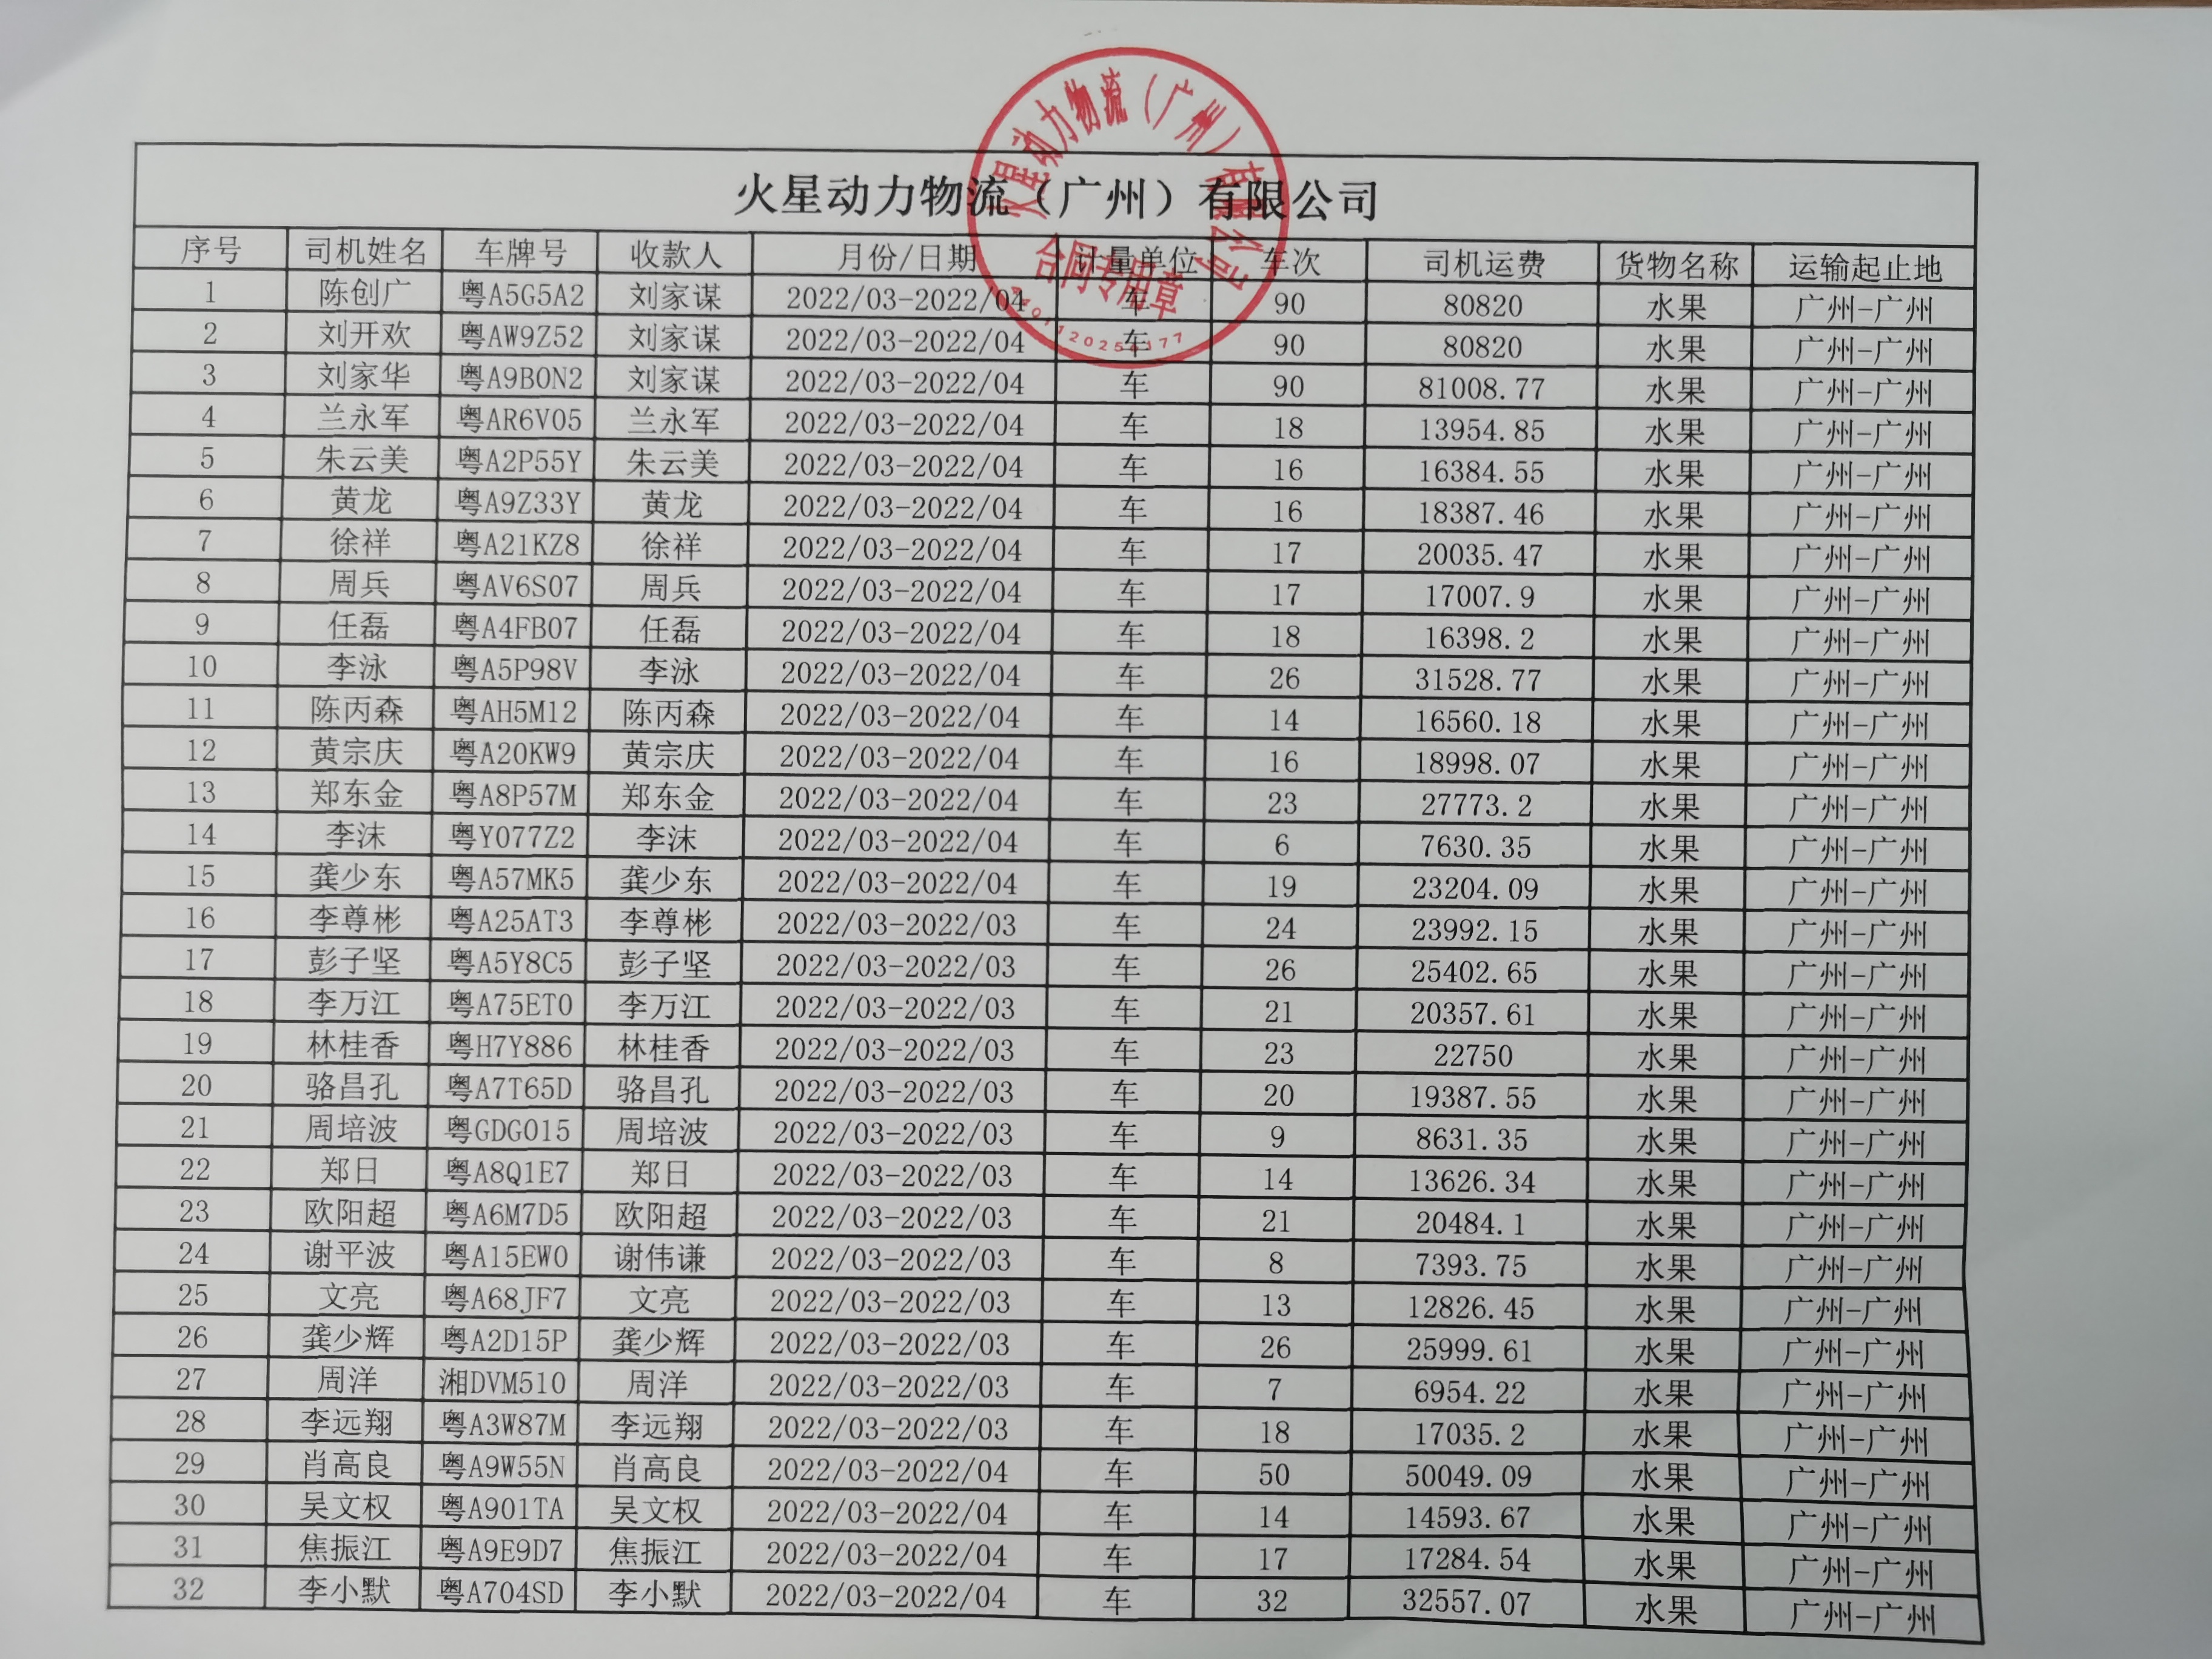 火星动力物流（广州）有限公司
火星动力物流（广州）有限公司
合同专用章
序号 司机姓名 车牌号 收款人 月份/日期 计量单位 车次 司机运费 货物名称 运输起止地
1 陈创广 粤A5G5A2 刘家谋 2022/03-2022/04 车 90 80820 水果 广州-广州
2 刘开欢 粤AW9Z52 刘家谋 2022/03-2022/04 车 90 80820 水果 广州-广州
3 刘家华 粤A9B0N2 刘家谋 2022/03-2022/04 车 90 81008.77 水果 广州-广州
4 兰永军 粤AR6V05 兰永军 2022/03-2022/04 车 18 13954.85 水果 广州-广州
5 朱云美 粤A2P55Y 朱云美 2022/03-2022/04 车 16 16384.55 水果 广州-广州
6 黄龙 粤A9Z33Y 黄龙 2022/03-2022/04 车 16 18387.46 水果 广州-广州
7 徐祥 粤A21KZ8 徐祥 2022/03-2022/04 车 17 20035.47 水果 广州-广州
8 周兵 粤AV6S07 周兵 2022/03-2022/04 车 17 17007.9 水果 广州-广州
9 任磊 粤A4FB07 任磊 2022/03-2022/04 车 18 16398.2 水果 广州-广州
10 李泳 粤A5P98V 李泳 2022/03-2022/04 车 26 31528.77 水果 广州-广州
11 陈丙森 粤AH5M12 陈丙森 2022/03-2022/04 车 14 16560.18 水果 广州-广州
12 黄宗庆 粤A20KW9 黄宗庆 2022/03-2022/04 车 16 18998.07 水果 广州-广州
13 郑东金 粤A8P57M 郑东金 2022/03-2022/04 车 23 27773.2 水果 广州-广州
14 李沫 粤Y077Z2 李沫 2022/03-2022/04 车 6 7630.35 水果 广州-广州
15 龚少东 粤A57MK5 龚少东 2022/03-2022/04 车 19 23204.09 水果 广州-广州
16 李尊彬 粤A25AT3 李尊彬 2022/03-2022/03 车 24 23992.15 水果 广州-广州
17 彭子坚 粤A5Y8C5 彭子坚 2022/03-2022/03 车 26 25402.65 水果 广州-广州
18 李万江 粤A75ET0 李万江 2022/03-2022/03 车 21 20357.61 水果 广州-广州
19 林桂香 粤H7Y886 林桂香 2022/03-2022/03 车 23 22750 水果 广州-广州
20 骆昌孔 粤A7T65D 骆昌孔 2022/03-2022/03 车 20 19387.55 水果 广州-广州
21 周培波 粤GDG015 周培波 2022/03-2022/03 车 9 8631.35 水果 广州-广州
22 郑日 粤A8Q1E7 郑日 2022/03-2022/03 车 14 13626.34 水果 广州-广州
23 欧阳超 粤A6M7D5 欧阳超 2022/03-2022/03 车 21 20484.1 水果 广州-广州
24 谢平波 粤A15EW0 谢伟谦 2022/03-2022/03 车 8 7393.75 水果 广州-广州
25 文亮 粤A68JF7 文亮 2022/03-2022/03 车 13 12826.45 水果 广州-广州
26 龚少辉 粤A2D15P 龚少辉 2022/03-2022/03 车 26 25999.61 水果 广州-广州
27 周洋 湘DVM510 周洋 2022/03-2022/03 车 7 6954.22 水果 广州-广州
28 李远翔 粤A3W87M 李远翔 2022/03-2022/03 车 18 17035.2 水果 广州-广州
29 肖高良 粤A9W55N 肖高良 2022/03-2022/04 车 50 50049.09 水果 广州-广州
30 吴文权 粤A901TA 吴文权 2022/03-2022/04 车 14 14593.67 水果 广州-广州
31 焦振江 粤A9E9D7 焦振江 2022/03-2022/04 车 17 17284.54 水果 广州-广州
32 李小默 粤A704SD 李小默 2022/03-2022/04 车 32 32557.07 水果 广州-广州